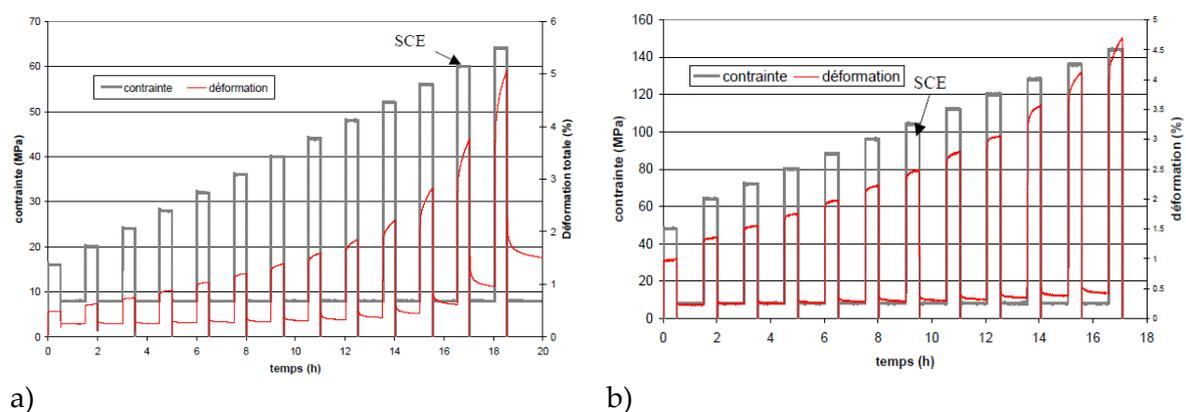 70
60
50
40
30
20
10
0
contrainte (MPa)
6
5
4
3
2
1
0
Déformation totale (%)
SCE
contrainte déformation
0 2 4 6 8 10 12 14 16 18 20
temps (h)
a)
160
140
120
100
80
60
40
20
0
contrainte (MPa)
5
4.5
4
3.5
3
2.5
2
1.5
1
0.5
0
déformation (%)
contrainte déformation
SCE
0 2 4 6 8 10 12 14 16 18
temps (h)
b)